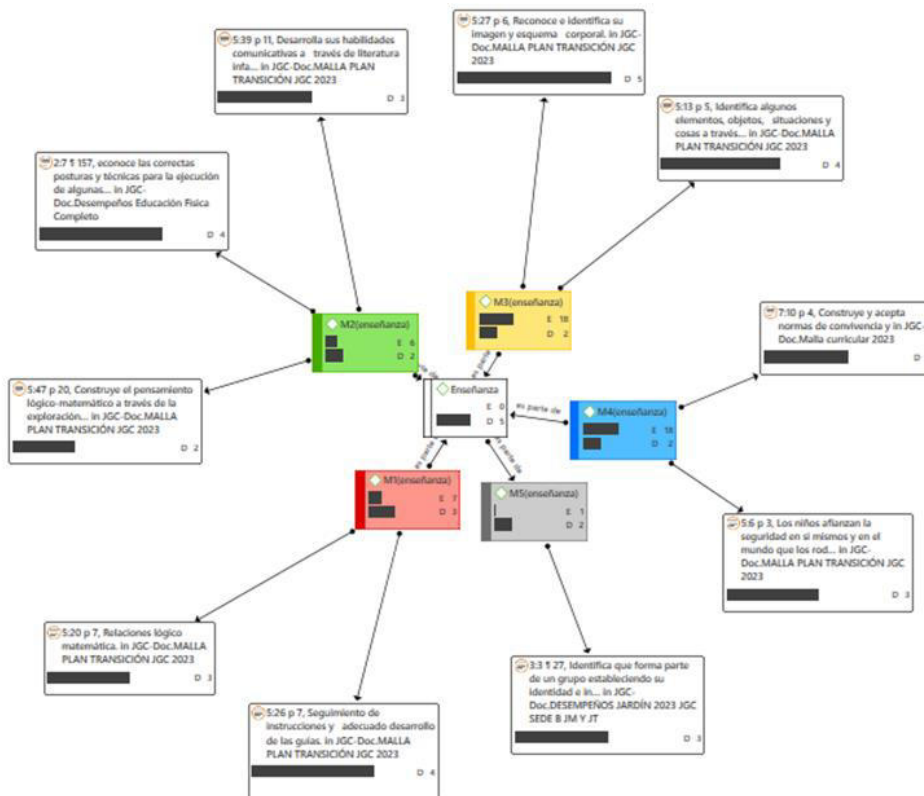 5:39 p 11, Desarrolla sus habilidades
comunicativas a través de literatura
infa... in JGC-Doc.MALLA PLAN
TRANSICIÓN JGC 2023
D 3
5:27 p 6, Reconoce e identifica su
imagen y esquema corporal. in JGC-
Doc.MALLA PLAN TRANSICIÓN JGC
2023
D 5
5:13 p 5, Identifica algunos
elementos, objetos, situaciones y
cosas a través... in JGC-Doc.MALLA
PLAN TRANSICIÓN JGC 2023
D 4
2:7 ¶ 157, econoce las correctas
posturas y técnicas para la ejecución
de algunas... in JGC-
Doc.Desempeños Educación Física
Completo
D 4
M2(enseñanza)
E 6
D 2
M3(enseñanza)
E 18
D 2
7:10 p 4, Construye y acepta
normas de convivencia y in JGC-
Doc.Malla curricular 2023
D
5:47 p 20, Construye el pensamiento
lógico-matemático a través de la
exploración... in JGC-Doc.MALLA
PLAN TRANSICIÓN JGC 2023
D 2
Enseñanza
E 0
D 5
es parte de
es parte de
M4(enseñanza)
E 18
D 2
M1(enseñanza)
E 7
D 3
M5(enseñanza)
E 1
D 2
5:6 p 3, Los niños afianzan la
seguridad en si mismos y en el
mundo que los rod... in JGC-
Doc.MALLA PLAN TRANSICIÓN JGC
2023
D 3
5:20 p 7, Relaciones lógico
matemática. in JGC-Doc.MALLA
PLAN TRANSICIÓN JGC 2023
D 3
3:3 ¶ 27, Identifica que forma parte
de un grupo estableciendo su
identidad e in... in JGC-
Doc.DESEMPEÑOS JARDÍN 2023 JGC
SEDE B JM Y JT
D 3
5:26 p 7, Seguimiento de
instrucciones y adecuado desarrollo
de las guías. in JGC-Doc.MALLA
PLAN TRANSICIÓN JGC 2023
D 4